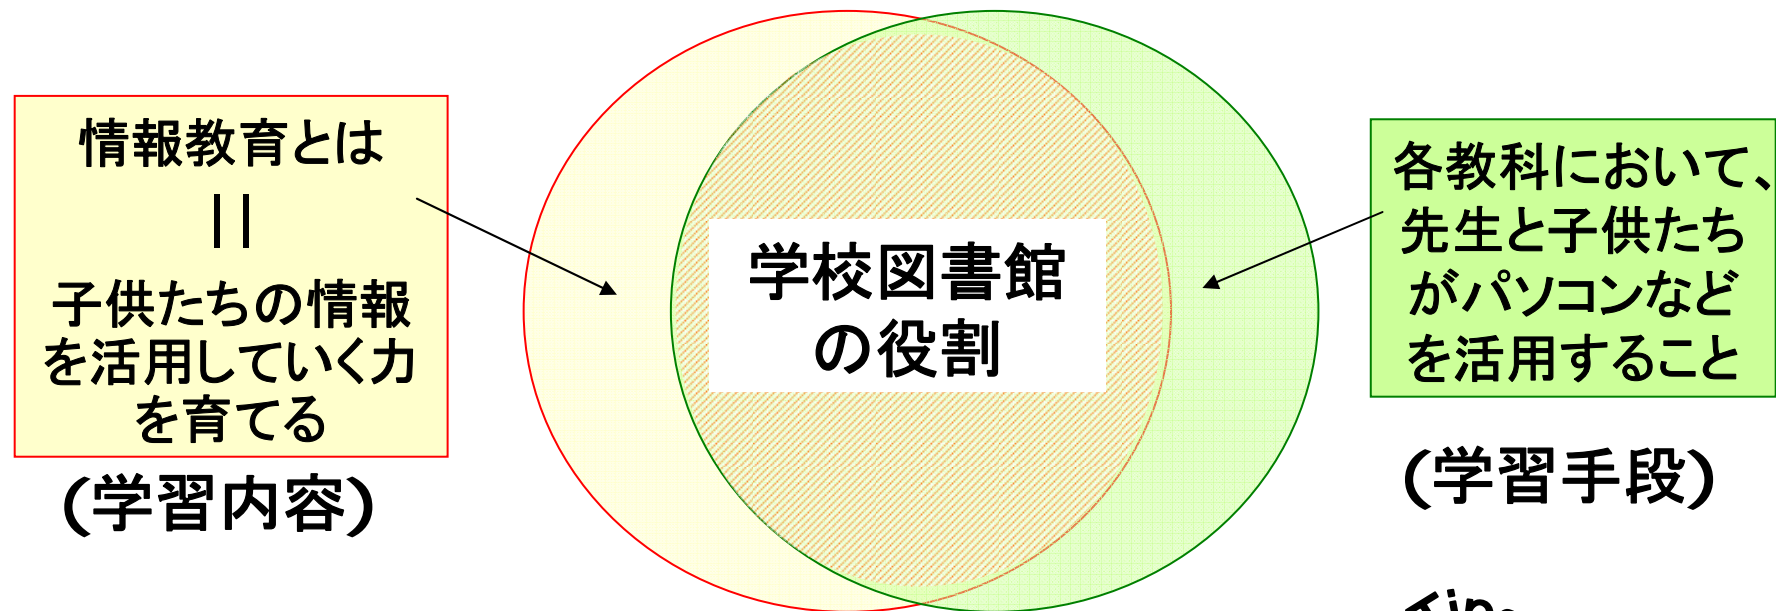 情報教育とは
||
子供たちの情報
を活用していく力
を育てる
(学習内容)
学校図書館
の役割
各教科において、
先生と子供たち
がパソコンなど
を活用すること
(学習手段)